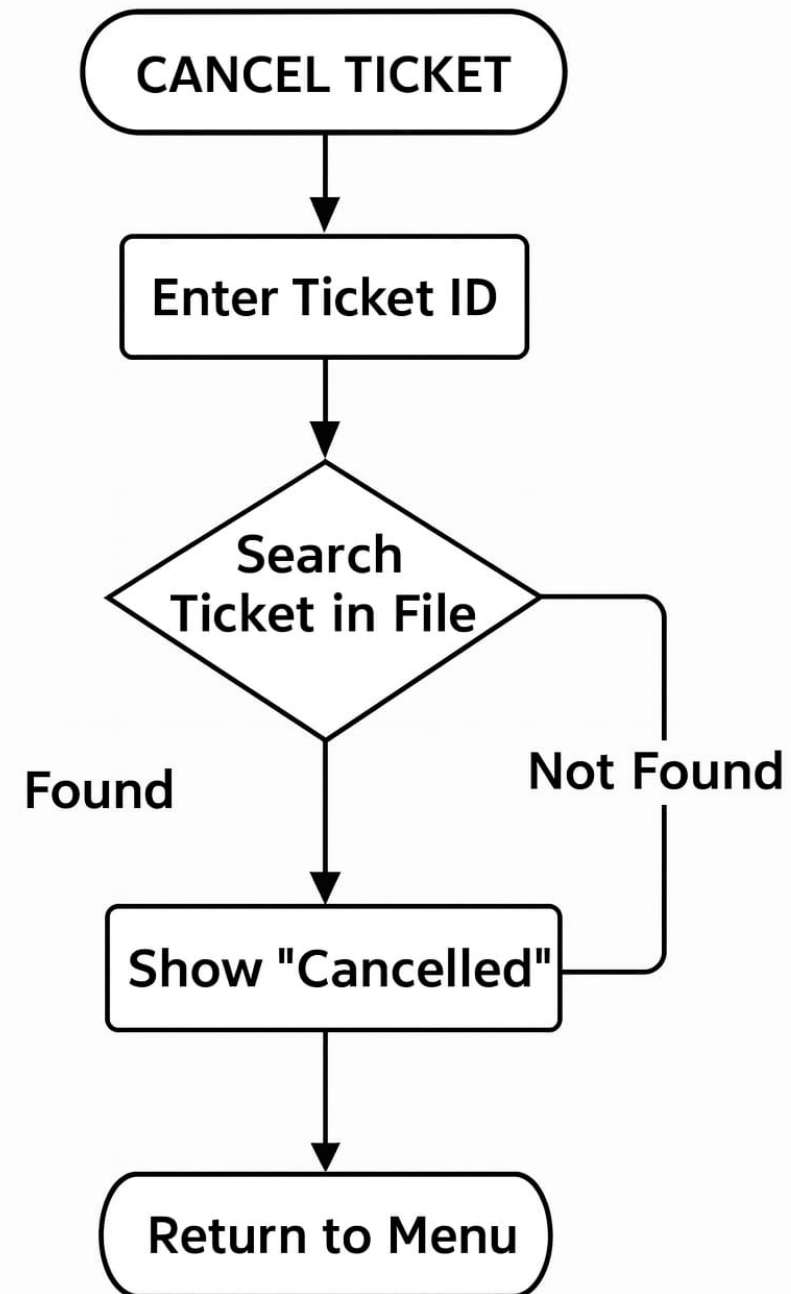 CANCEL TICKET
Enter Ticket ID
Search
Ticket in File
Found
Not Found
Show "Cancelled"
Return to Menu